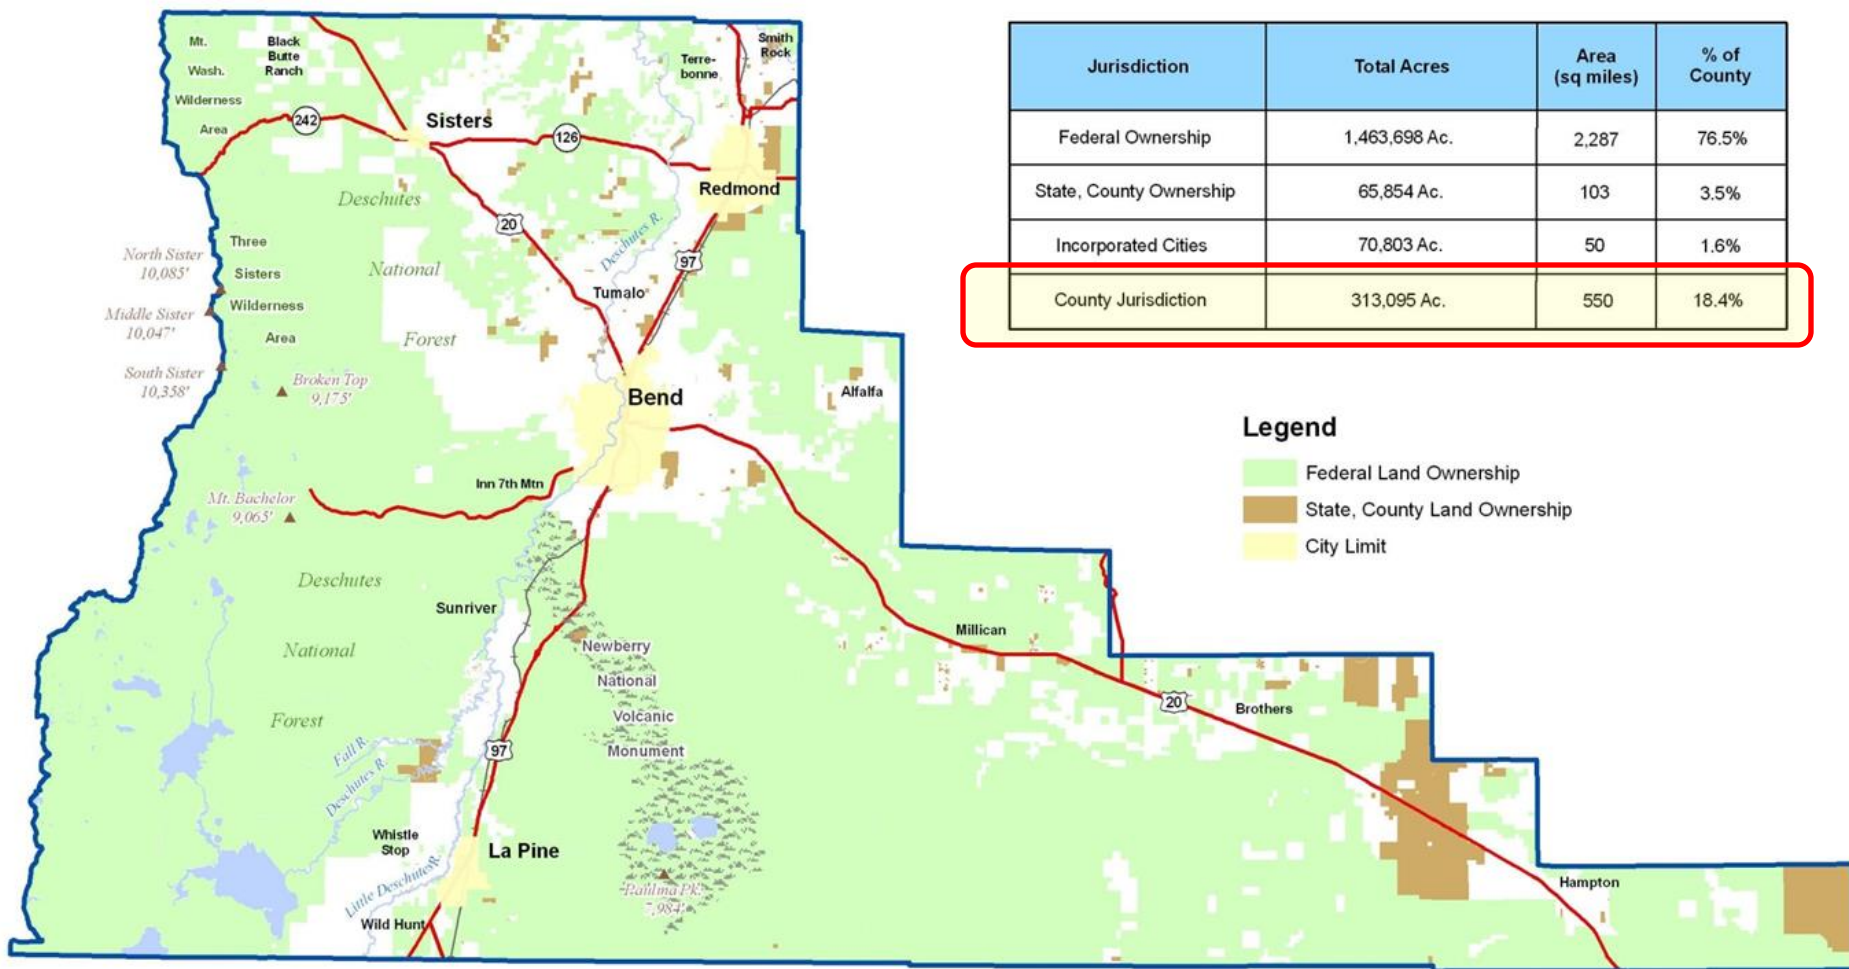 Mt.
Wash.
Wilderness
Area
Black
Butte
Ranch
242
Sisters
126
Terre-
bonne
Smith
Rock
Redmond
Deschutes
National
Forest
20
Deschutes R.
97
Tumalo
North Sister
10,085'
Middle Sister
10,047'
South Sister
10,358'
Three
Sisters
Wilderness
Area
Broken Top
9,175'
Bend
Alfalfa
Mt. Bachelor
9,065'
Inn 7th Mtn
Deschutes
National
Forest
Sunriver
Newberry
National
Volcanic
Monument
Millican
20
Brothers
Fall R.
Deschutes R.
97
Whistle
Stop
La Pine
Little Deschutes R.
Wild Hunt
Paulina Pk.
7,984'
Hampton
Jurisdiction Total Acres Area (sq miles) % of County
Federal Ownership 1,463,698 Ac. 2,287 76.5%
State, County Ownership 65,854 Ac. 103 3.5%
Incorporated Cities 70,803 Ac. 50 1.6%
County Jurisdiction 313,095 Ac. 550 18.4%
Legend
Federal Land Ownership
State, County Land Ownership
City Limit